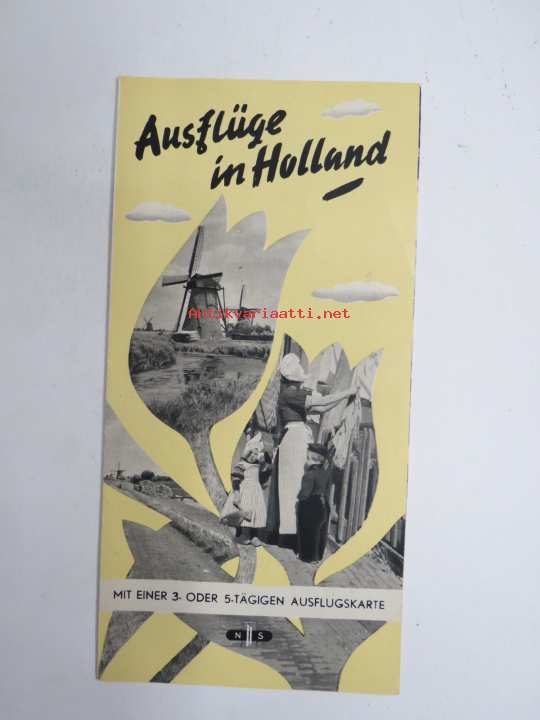 Ausflüge
in Holland
Antikvariaatti.net
MIT EINER 3- ODER 5-TÄGIGEN AUSFLUGSKARTE
N S